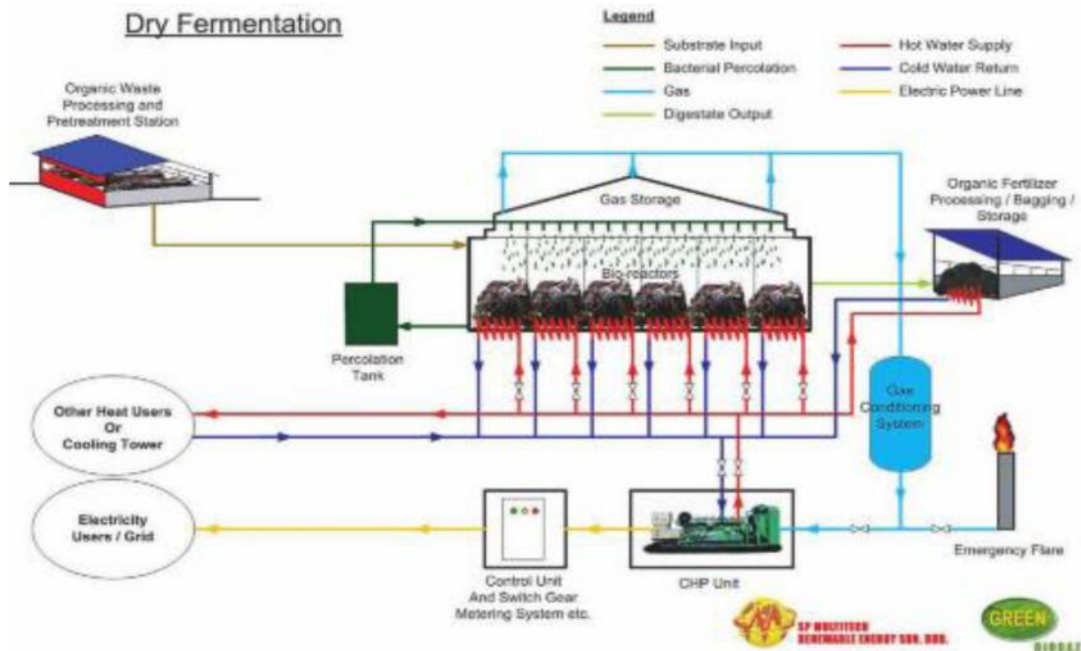 Dry Fermentation
Legend
Substrate Input
Bacterial Percolation
Gas
Digestate Output
Hot Water Supply
Cold Water Return
Electric Power Line
Organic Waste
Processing and
Pretreatment Station
Gas Storage
Organic Fertilizer
Processing / Bagging /
Storage
Bio-reactors
Percolation
Tank
Gas
Conditioning
System
Other Heat Users
Or
Cooling Tower
Electricity
Users / Grid
Control Unit
And Switch Gear
Metering System etc.
CHP Unit
Emergency Flare
SP MULTITECH
RENEWABLE ENERGY SDN. BHD.
GREEN